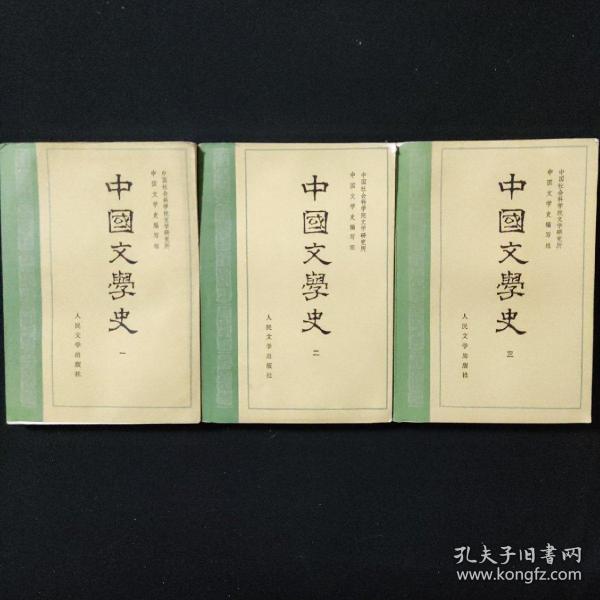 中国社会科学院文学研究所
中国文学史编写组
中國文學史
一
人民文学出版社
中国社会科学院文学研究所
中国文学史编写组
中國文學史
二
人民文学出版社
中国社会科学院文学研究所
中国文学史编写组
中國文學史
三
人民文学出版社
孔夫子旧书网
www.kongfz.com